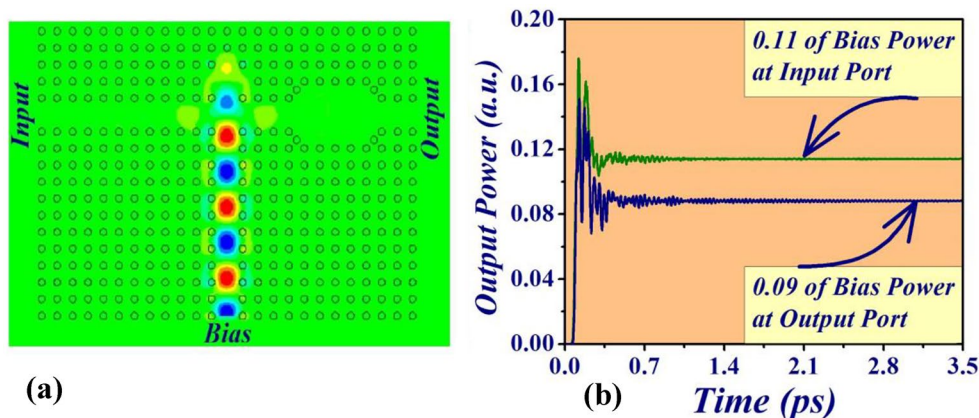 Input
Output
Bias
(a)
Output Power (a.u.)
0.20
0.16
0.12
0.08
0.04
0.00
0.11 of Bias Power
at Input Port
0.09 of Bias Power
at Output Port
0.0 0.7 1.4 2.1 2.8 3.5
(b)
Time (ps)